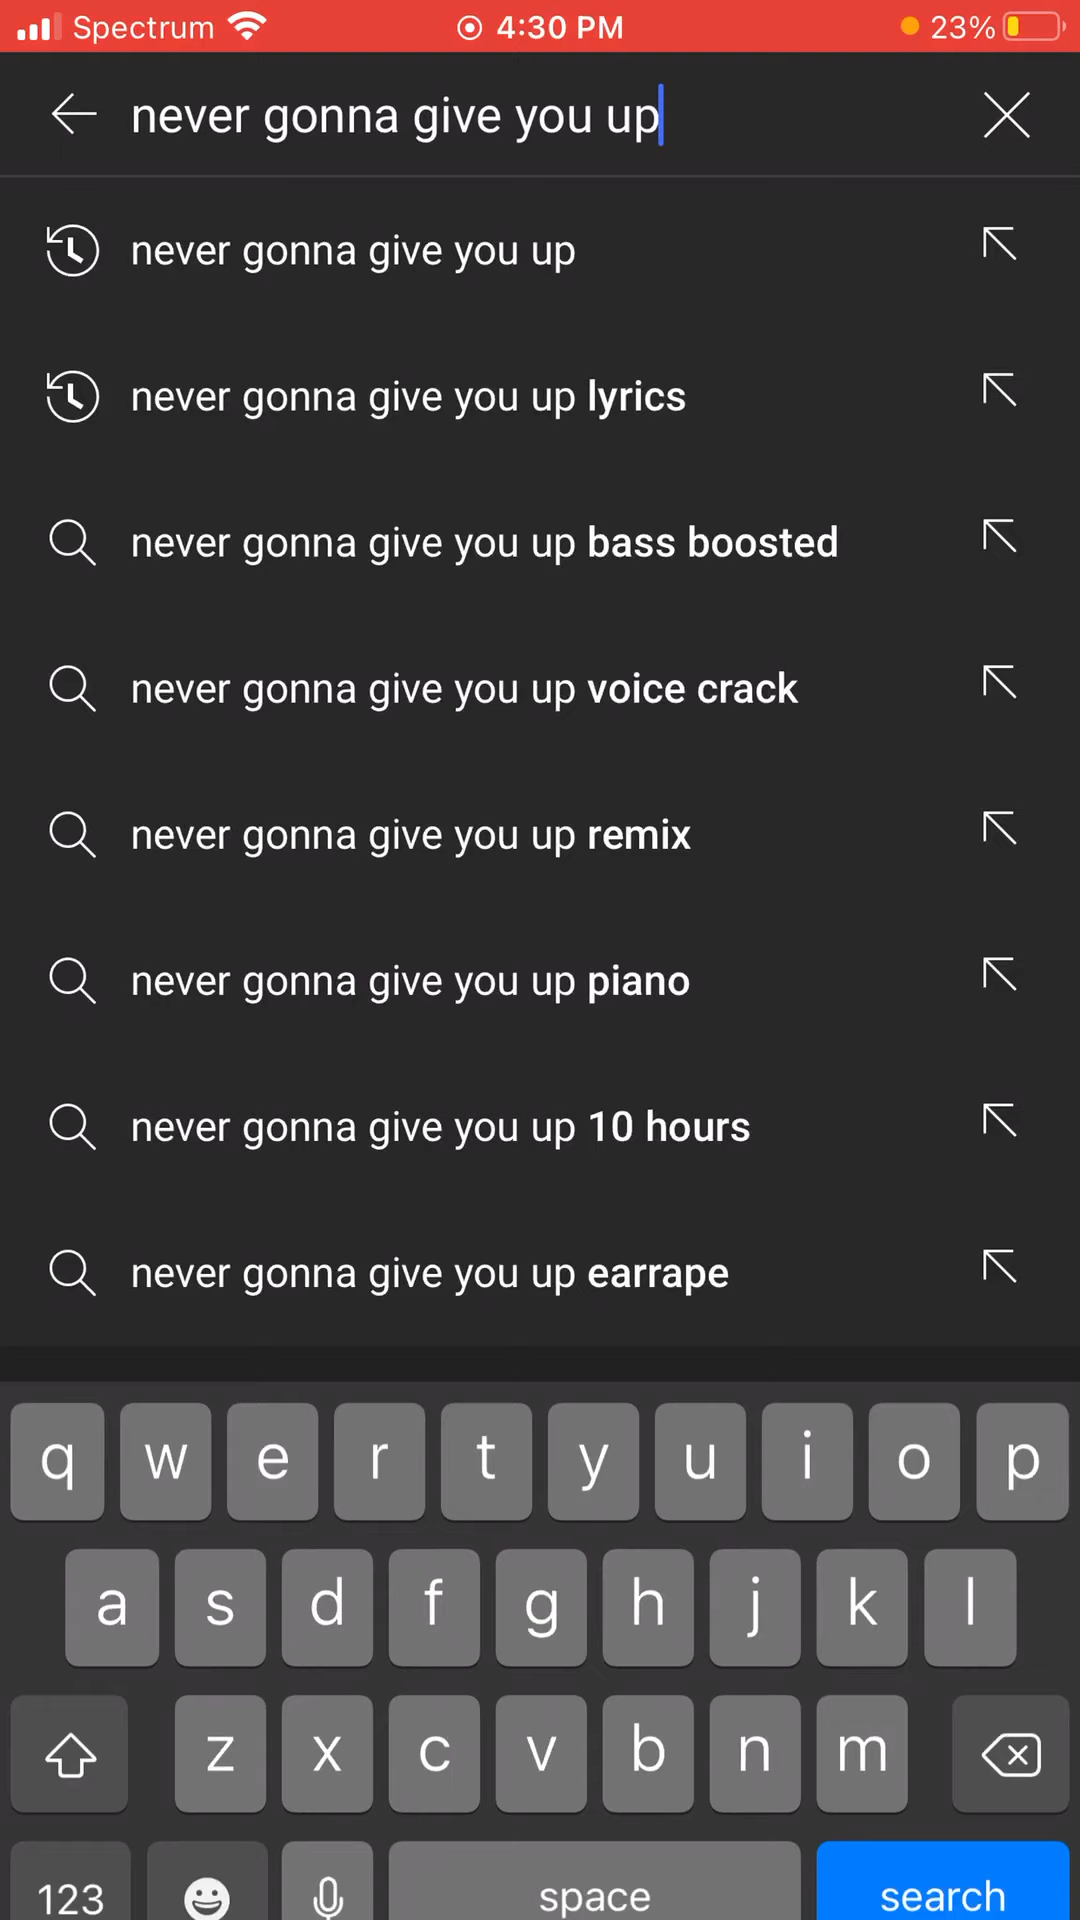 Spectrum 4:30 PM 23%
never gonna give you up
never gonna give you up
never gonna give you up lyrics
never gonna give you up bass boosted
never gonna give you up voice crack
never gonna give you up remix
never gonna give you up piano
never gonna give you up 10 hours
never gonna give you up earrape
q w e r t y u i o p
a s d f g h j k l
z x c v b n m
123 space search